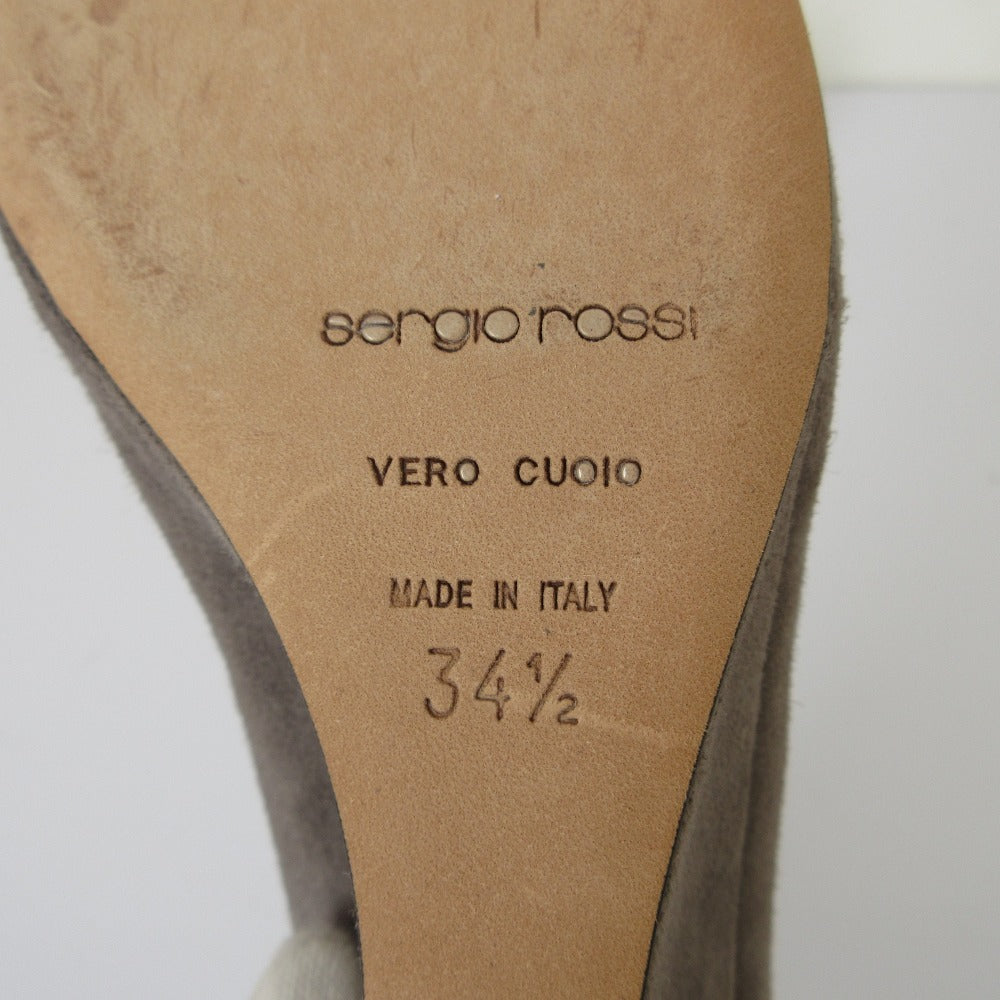 sergio rossi
VERO CUOIO
MADE IN ITALY
34½